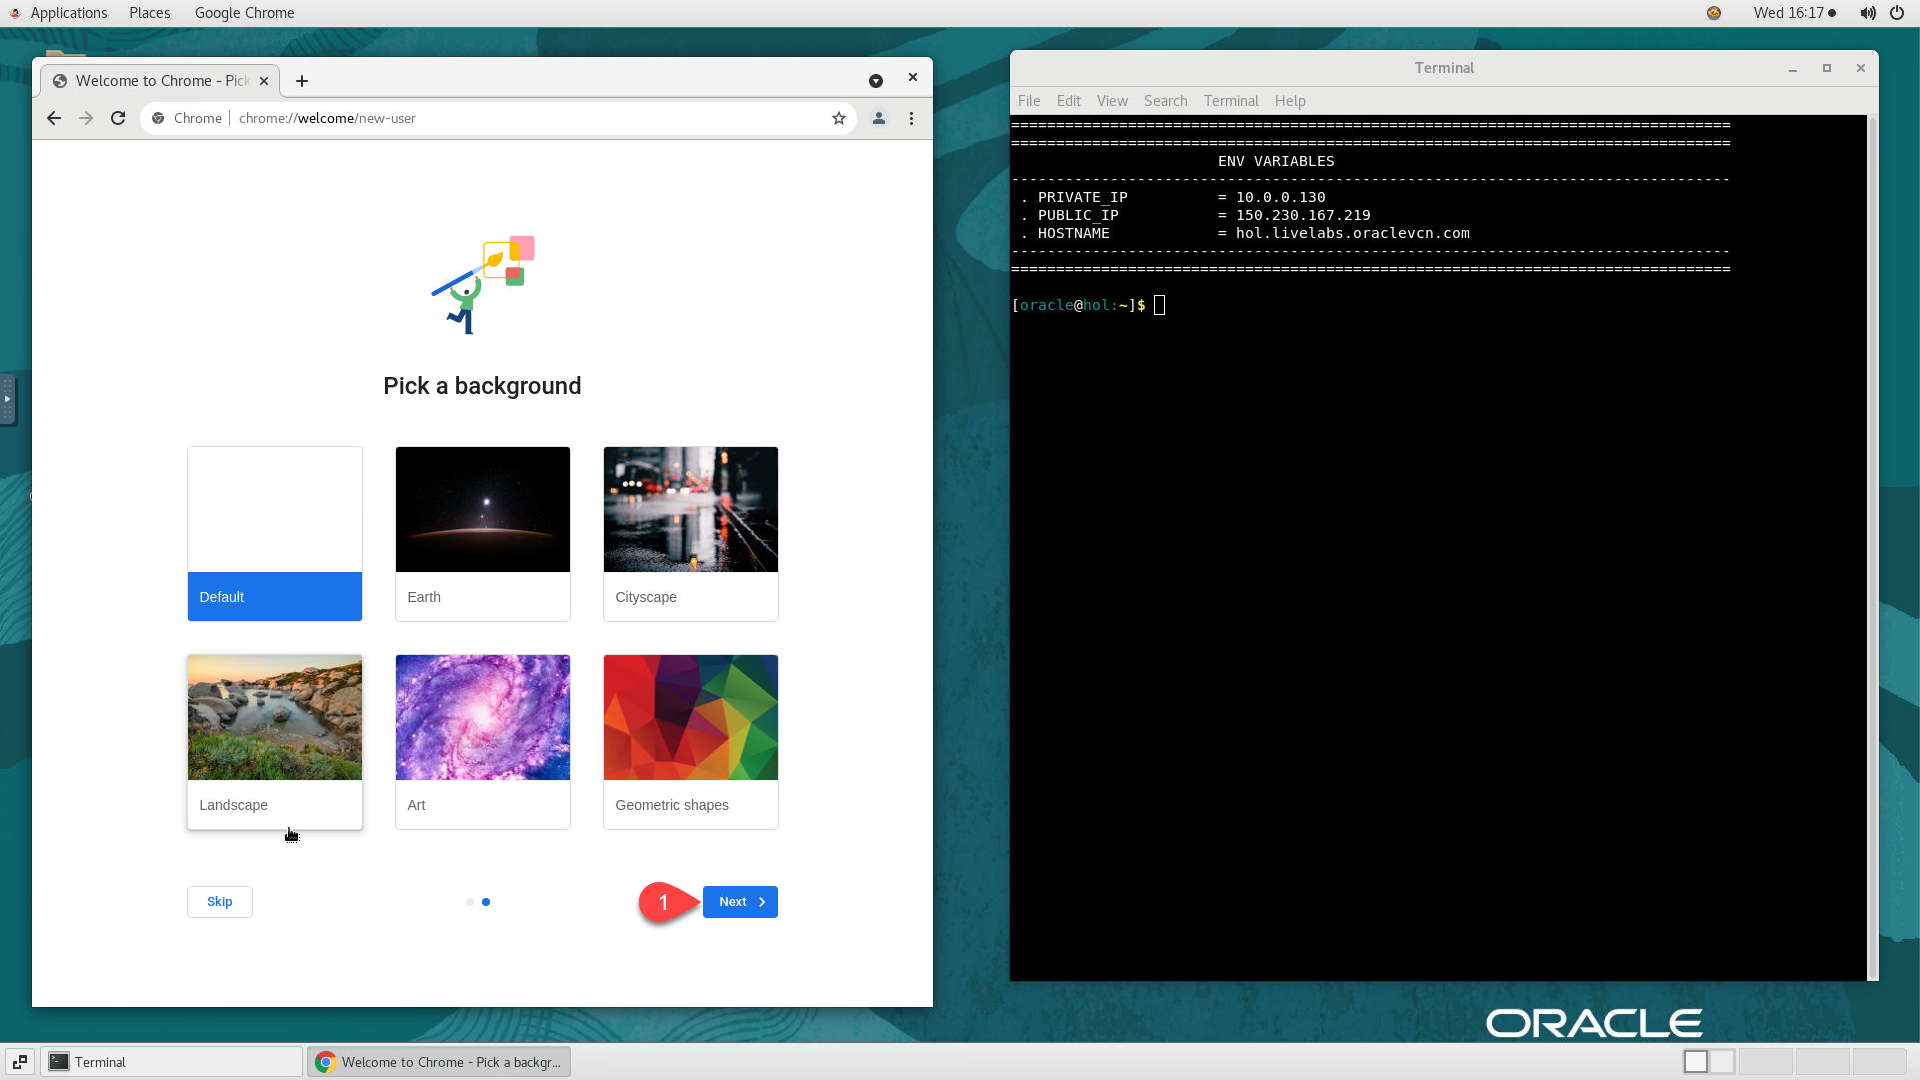 Applications Places Google Chrome Wed 16:17
Welcome to Chrome - Pick
Chrome chrome://welcome/new-user
Pick a background
Default Earth Cityscape
Landscape Art Geometric shapes
Skip 1 Next
Terminal
File Edit View Search Terminal Help
================================================================================
================================================================================
ENV VARIABLES
--------------------------------------------------------------------------------
. PRIVATE_IP = 10.0.0.130
. PUBLIC_IP = 150.230.167.219
. HOSTNAME = hol.livelabs.oraclevcn.com
--------------------------------------------------------------------------------
================================================================================
[oracle@hol:~]$
ORACLE
Terminal Welcome to Chrome - Pick a backgr...